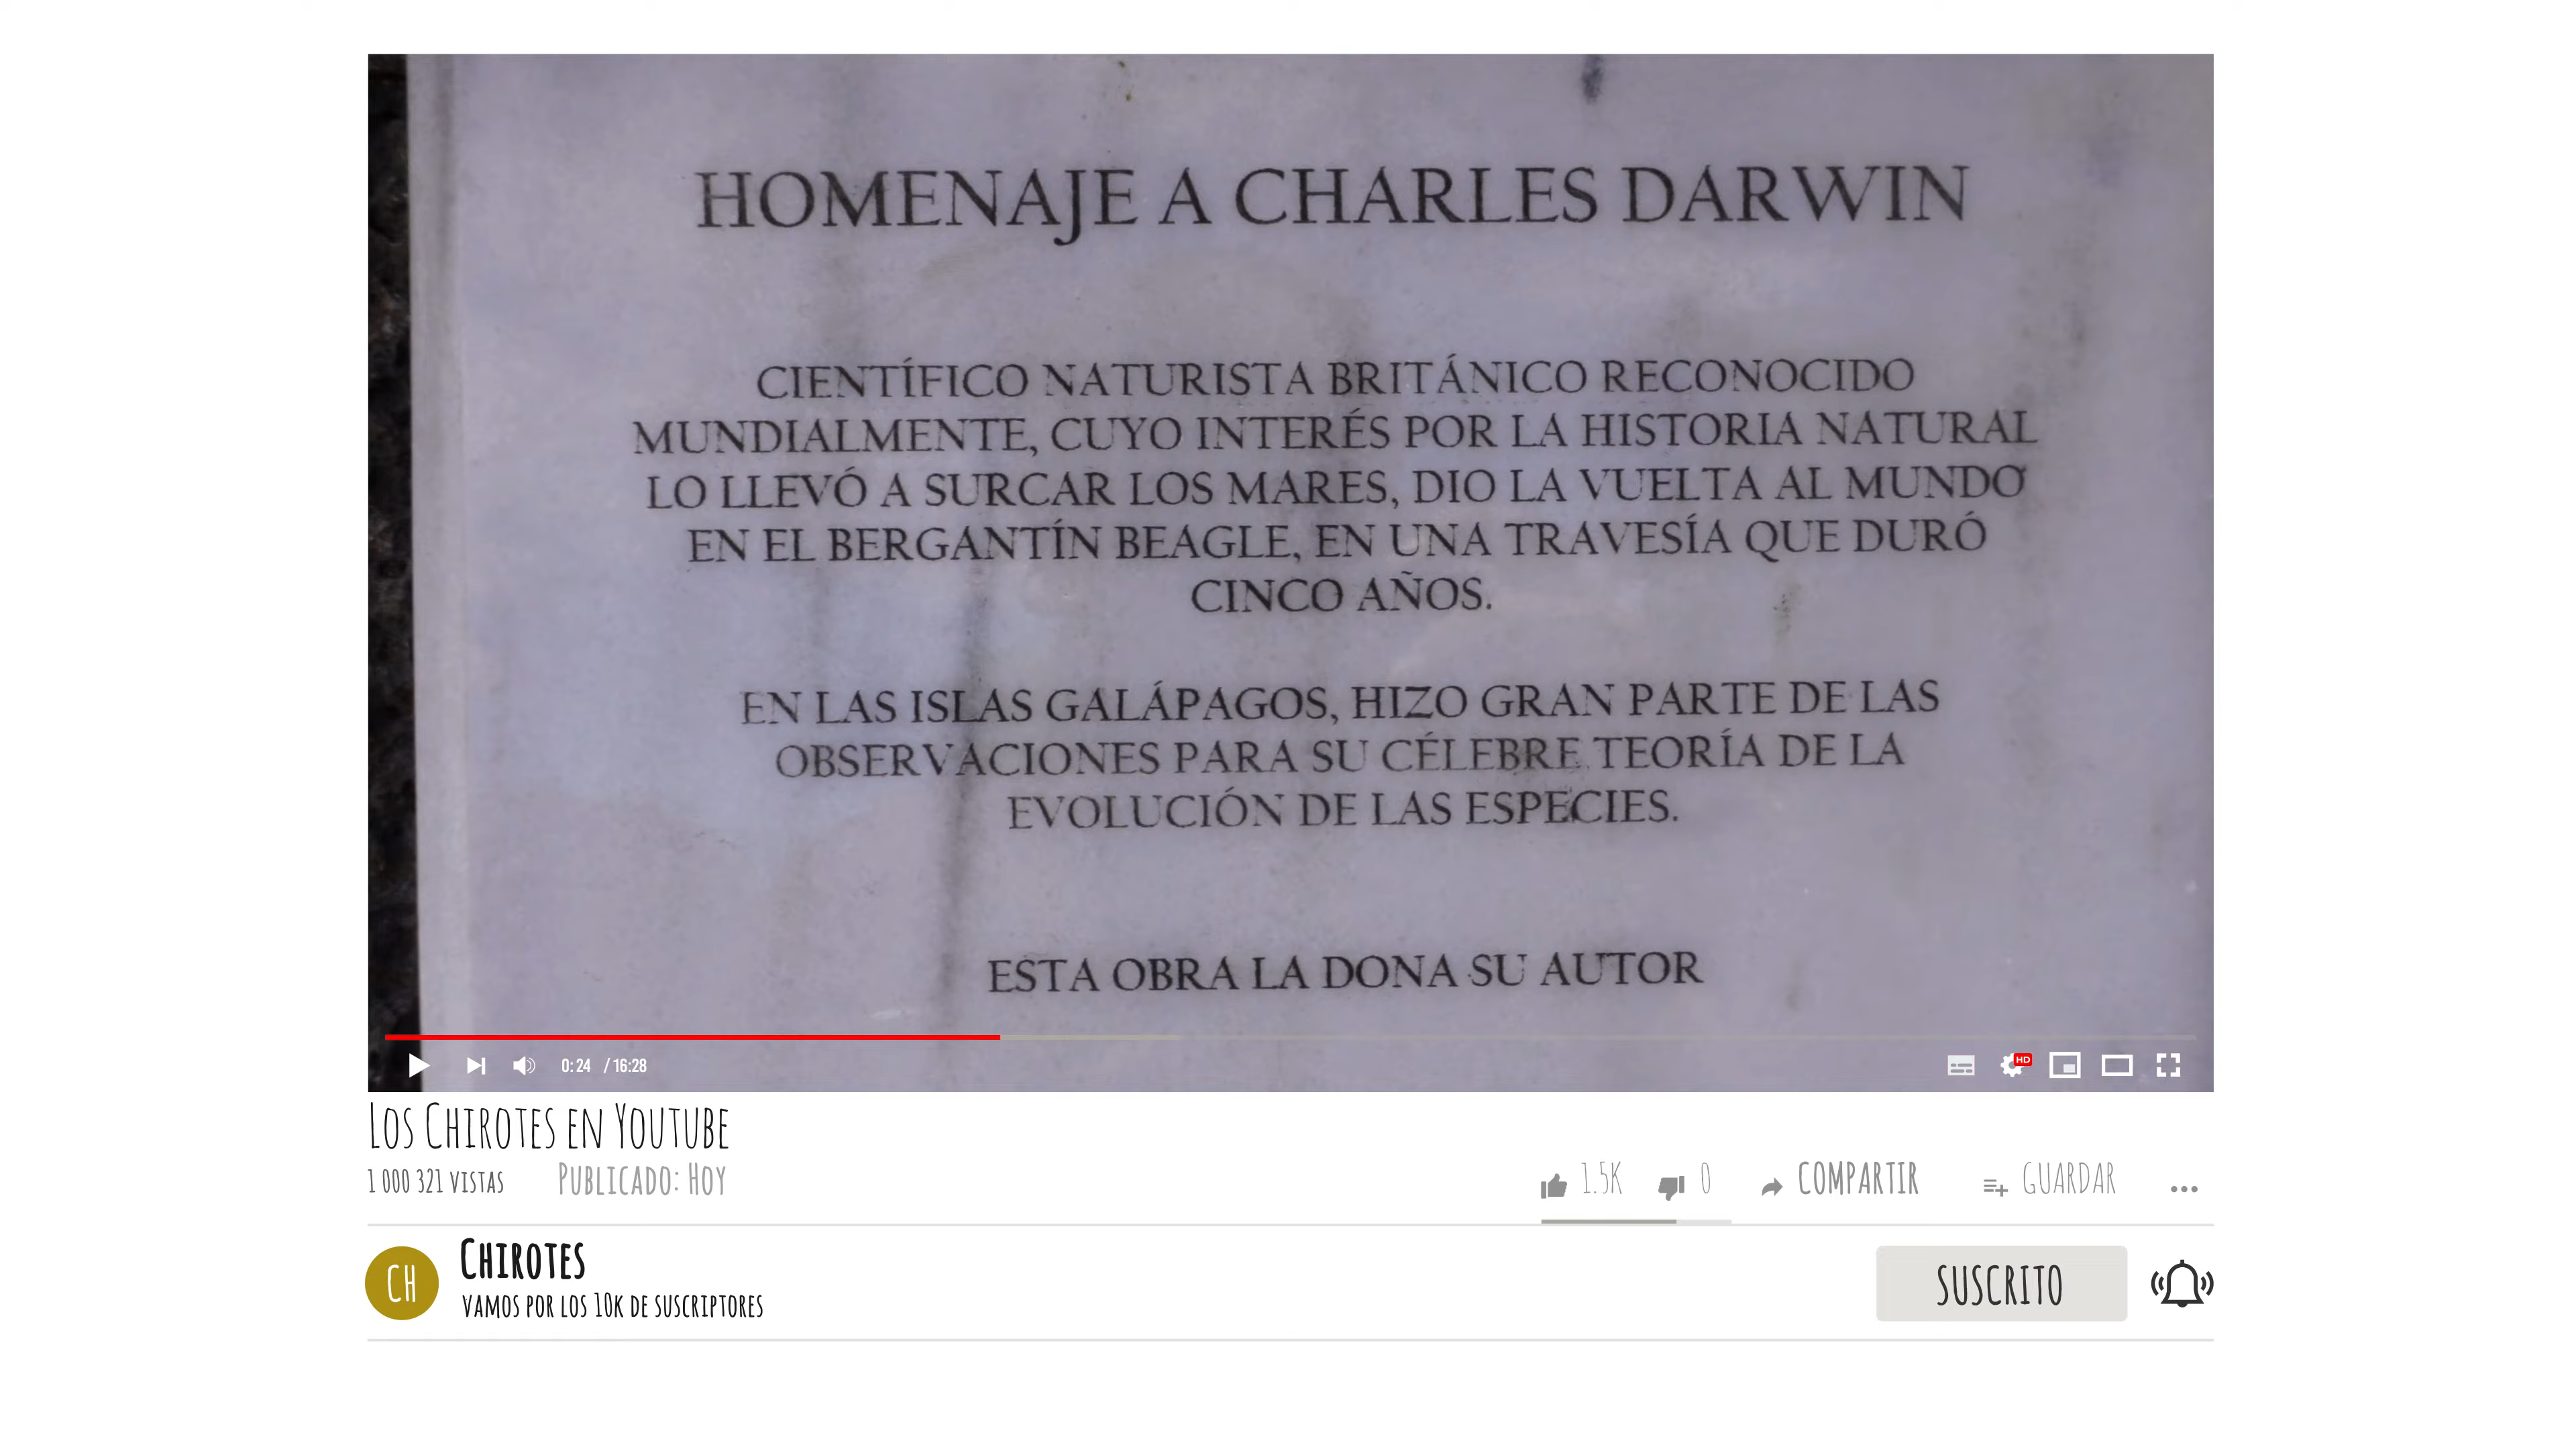 HOMENAJE A CHARLES DARWIN
CIENTÍFICO NATURISTA BRITÁNICO RECONOCIDO
MUNDIALMENTE, CUYO INTERÉS POR LA HISTORIA NATURAL
LO LLEVÓ A SURCAR LOS MARES, DIO LA VUELTA AL MUNDO
EN EL BERGANTÍN BEAGLE, EN UNA TRAVESÍA QUE DURÓ
CINCO AÑOS.
EN LAS ISLAS GALÁPAGOS, HIZO GRAN PARTE DE LAS
OBSERVACIONES PARA SU CÉLEBRE TEORÍA DE LA
EVOLUCIÓN DE LAS ESPECIES.
ESTA OBRA LA DONA SU AUTOR
0:24 / 16:28 HD
Los Chirotes en Youtube
1 000 321 vistas Publicado: Hoy 1.5K 0 COMPARTIR GUARDAR ...
CH Chirotes
vamos por los 10k de suscriptores
SUSCRITO